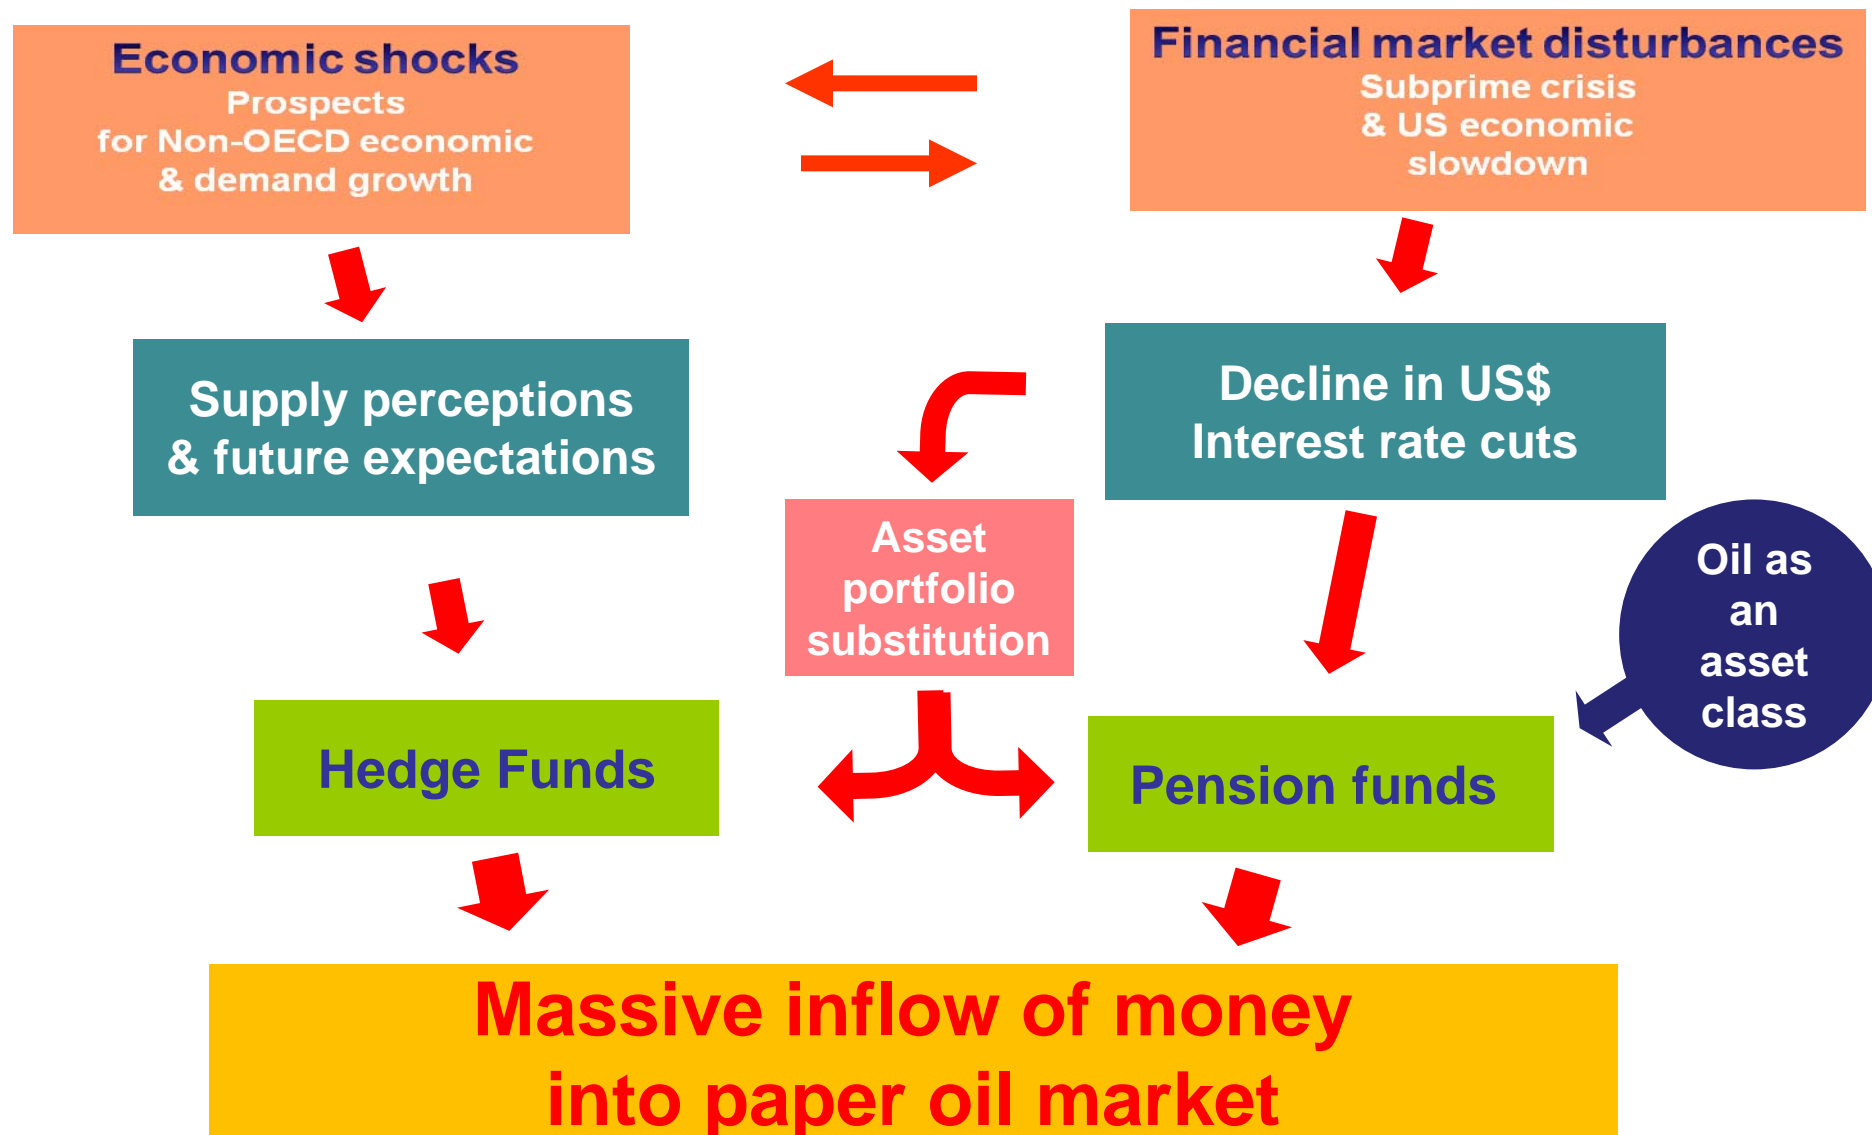 Economic shocks
Prospects
for Non-OECD economic
& demand growth
Financial market disturbances
Subprime crisis
& US economic
slowdown
Supply perceptions
& future expectations
Decline in US$
Interest rate cuts
Asset
portfolio
substitution
Oil as
an
asset
class
Hedge Funds
Pension funds
Massive inflow of money
into paper oil market